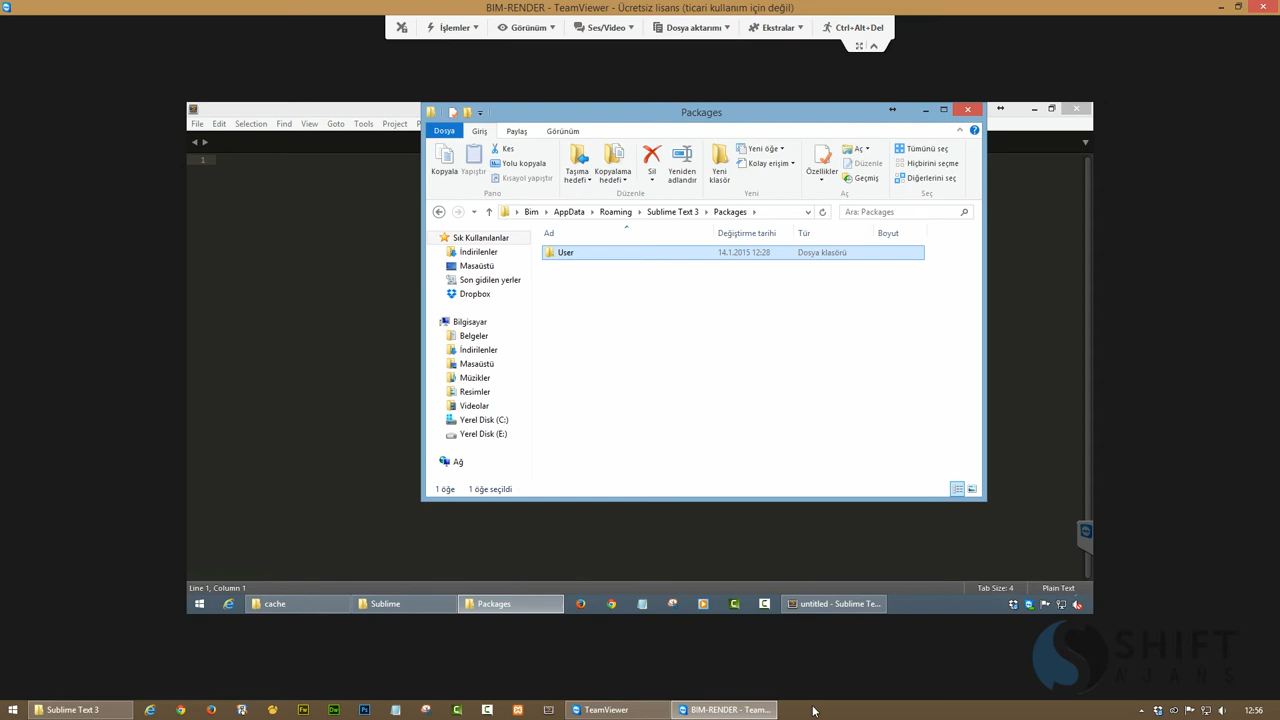 BIM-RENDER - TeamViewer - Ücretsiz lisans (ticari kullanım için değil)
İşlemler Görünüm Ses/Video Dosya aktarımı Ekstralar Ctrl+Alt+Del
File Edit Selection Find View Goto Tools Project P
Packages
Dosya Giriş Paylaş Görünüm
Kopyala
Yapıştır
Kes
Yolu kopyala
Kısayol yapıştır
Pano
Taşıma hedefi
Kopyalama hedefi
Sil
Yeniden adlandır
Düzenle
Yeni klasör
Yeni öğe
Kolay erişim
Yeni
Özellikler
Aç
Düzenle
Geçmiş
Aç
Tümünü seç
Hiçbirini seçme
Diğerlerini seç
Seç
Bim AppData Roaming Sublime Text 3 Packages
Ara: Packages
Ad Değiştirme tarihi Tür Boyut
User 14.1.2015 12:28 Dosya klasörü
Sık Kullanılanlar
İndirilenler
Masaüstü
Son gidilen yerler
Dropbox
Bilgisayar
Belgeler
İndirilenler
Masaüstü
Müzikler
Resimler
Videolar
Yerel Disk (C:)
Yerel Disk (E:)
Ağ
1 öğe 1 öğe seçildi
1
Line 1, Column 1 Tab Size: 4 Plain Text
cache Sublime Packages untitled - Sublime Te...
SHIFT
AJANS
Sublime Text 3 TeamViewer BIM-RENDER - Team... 12:56